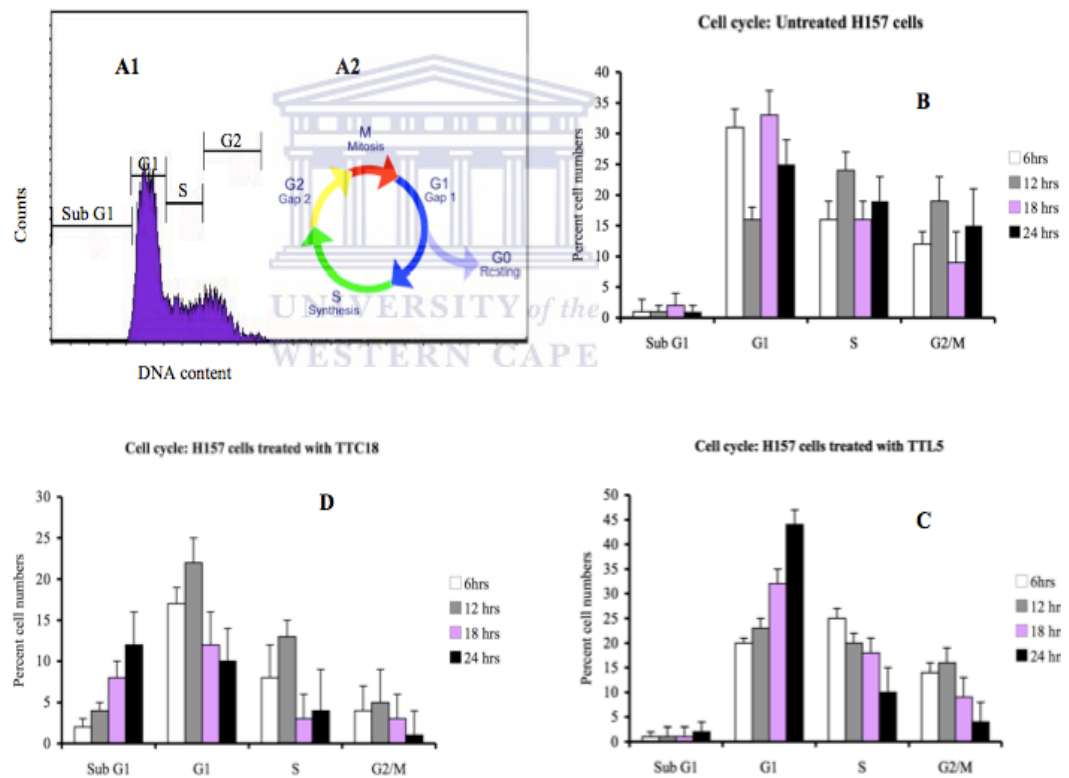 A1
A2
G1
S
G2
Sub G1
Counts
DNA content
M
Mitosis
G2
Gap 2
G1
Gap 1
G0
Resting
S
Synthesis
UNIVERSITY of the
WESTERN CAPE
Cell cycle: Untreated H157 cells
B
Percent cell numbers
40
35
30
25
20
15
10
5
0
Sub G1 G1 S G2/M
6hrs
12 hrs
18 hrs
24 hrs
Cell cycle: H157 cells treated with TTC18
D
Percent cell numbers
30
25
20
15
10
5
0
Sub G1 G1 S G2/M
6hrs
12 hrs
18 hrs
24 hrs
Cell cycle: H157 cells treated with TTL5
C
Percent cell numbers
50
45
40
35
30
25
20
15
10
5
0
Sub G1 G1 S G2/M
6hrs
12 hr
18 hr
24 hr